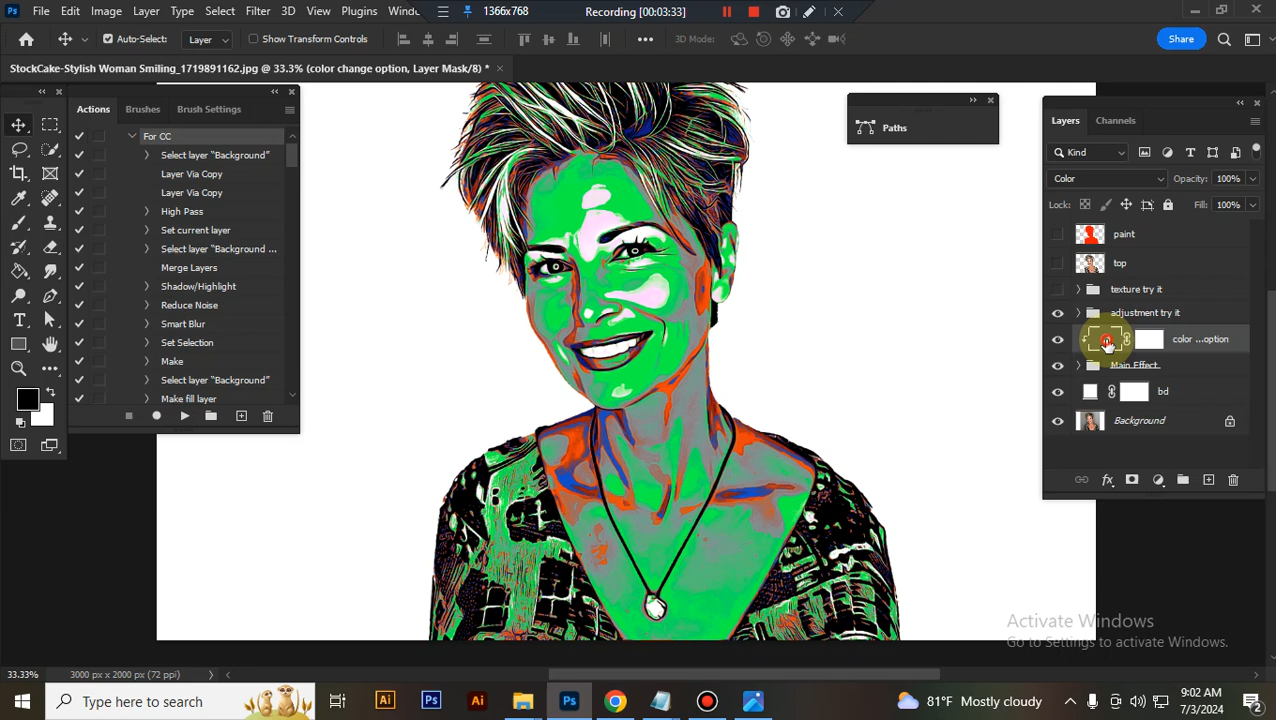 Ps File Edit Image Layer Type Select Filter 3D View Plugins Windo 1366x768 Recording [00:03:33]
Auto-Select: Layer Show Transform Controls 3D Mode: Share
StockCake-Stylish Woman Smiling_1719891162.jpg @ 33.3% (color change option, Layer Mask/8) *
Actions Brushes Brush Settings
For CC
Select layer “Background”
Layer Via Copy
Layer Via Copy
High Pass
Set current layer
Select layer “Background ...
Merge Layers
Shadow/Highlight
Reduce Noise
Smart Blur
Set Selection
Make
Select layer “Background”
Make fill layer
Paths
Layers Channels
Kind
Color Opacity: 100%
Lock: Fill: 100%
paint
top
texture try it
adjustment try it
color ...option
Main Effect
bd
Background
Activate Windows
Go to Settings to activate Windows.
33.33% 3000 px x 2000 px (72 ppi)
Type here to search
81°F Mostly cloudy
9:02 AM
7/3/2024
2